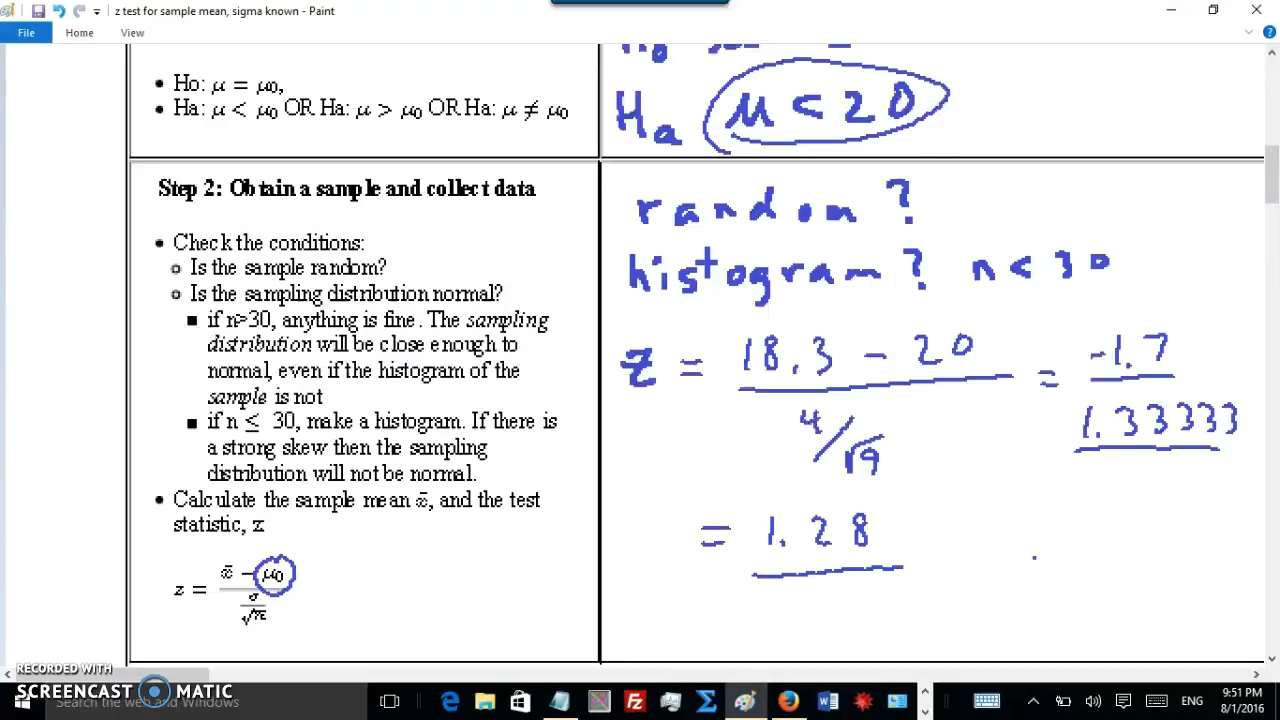 z test for sample mean, sigma known - Paint
File Home View
Ho: μ = μ₀,
Ha: μ < μ₀ OR Ha: μ > μ₀ OR Ha: μ ≠ μ₀
Ha μ < 20
Step 2: Obtain a sample and collect data
Check the conditions:
Is the sample random?
Is the sampling distribution normal?
if n>30, anything is fine. The sampling
distribution will be close enough to
normal, even if the histogram of the
sample is not
if n ≤ 30, make a histogram. If there is
a strong skew then the sampling
distribution will not be normal.
Calculate the sample mean x̄, and the test
statistic, z
z = (x̄ − μ₀) / (σ/√n)
random ?
histogram ? n < 30
z = (18.3 − 20) / (4/√9) = -1.7 / 1.33333
= 1.28
RECORDED WITH
SCREENCAST MATIC
Search the web and Windows
ENG
9:51 PM
8/1/2016